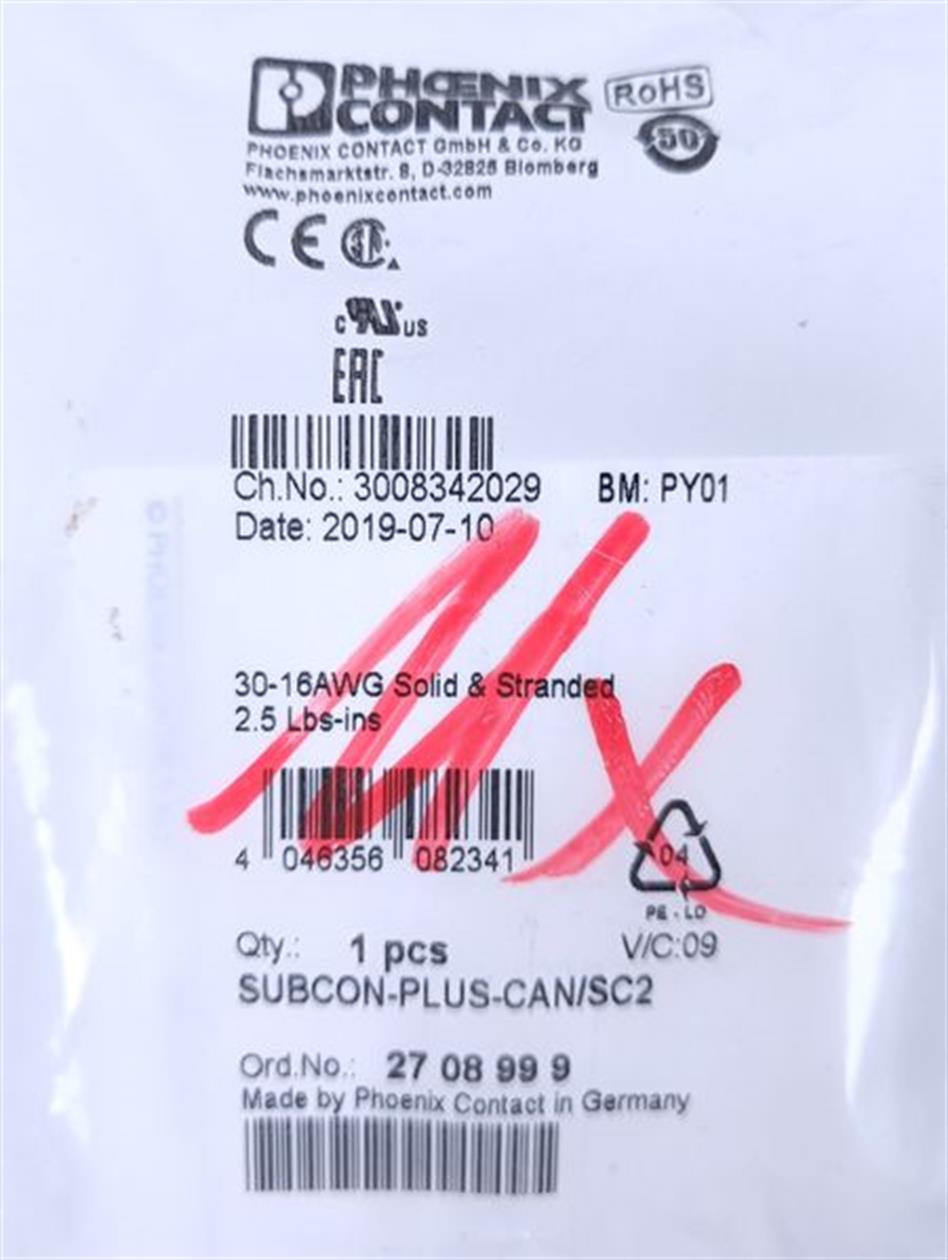 PHOENIX
CONTACT
RoHS
50
PHOENIX CONTACT GmbH & Co. KG
Flachsmarktstr. 8, D-32825 Blomberg
www.phoenixcontact.com
CE
c US
EAC
Ch.No.: 3008342029 BM: PY01
Date: 2019-07-10
30-16AWG Solid & Stranded
2.5 Lbs-ins
4 046356 082341
04
PE-LD
Qty.: 1 pcs V/C:09
SUBCON-PLUS-CAN/SC2
Ord.No.: 27 08 99 9
Made by Phoenix Contact in Germany